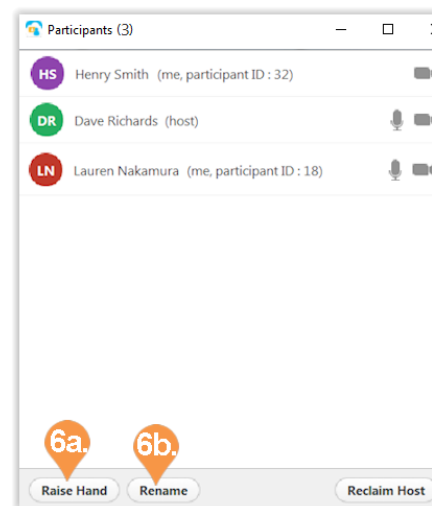 Participants (3)
HS Henry Smith (me, participant ID : 32)
DR Dave Richards (host)
LN Lauren Nakamura (me, participant ID : 18)
6a. 6b.
Raise Hand Rename Reclaim Host